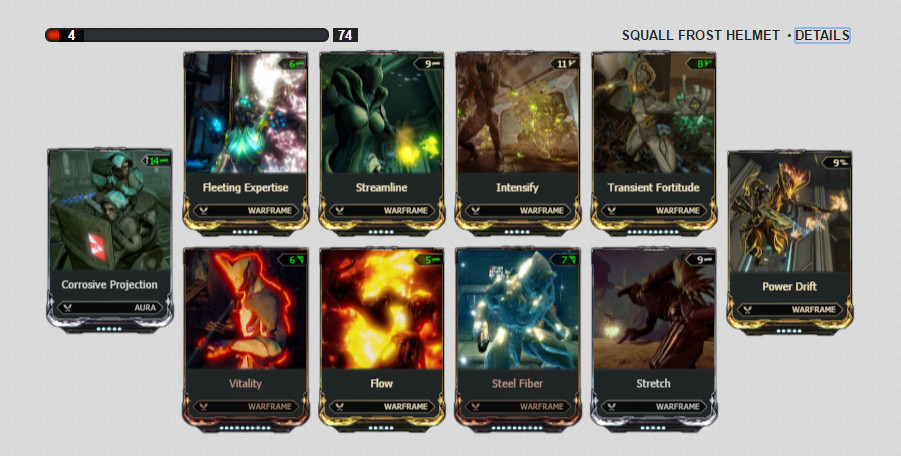 4
74
SQUALL FROST HELMET • DETAILS
6
9
11
8
Fleeting Expertise
Streamline
Intensify
Transient Fortitude
WARFRAME
WARFRAME
WARFRAME
WARFRAME
14
Corrosive Projection
AURA
9
Power Drift
WARFRAME
6
5
7
9
Vitality
Flow
Steel Fiber
Stretch
WARFRAME
WARFRAME
WARFRAME
WARFRAME